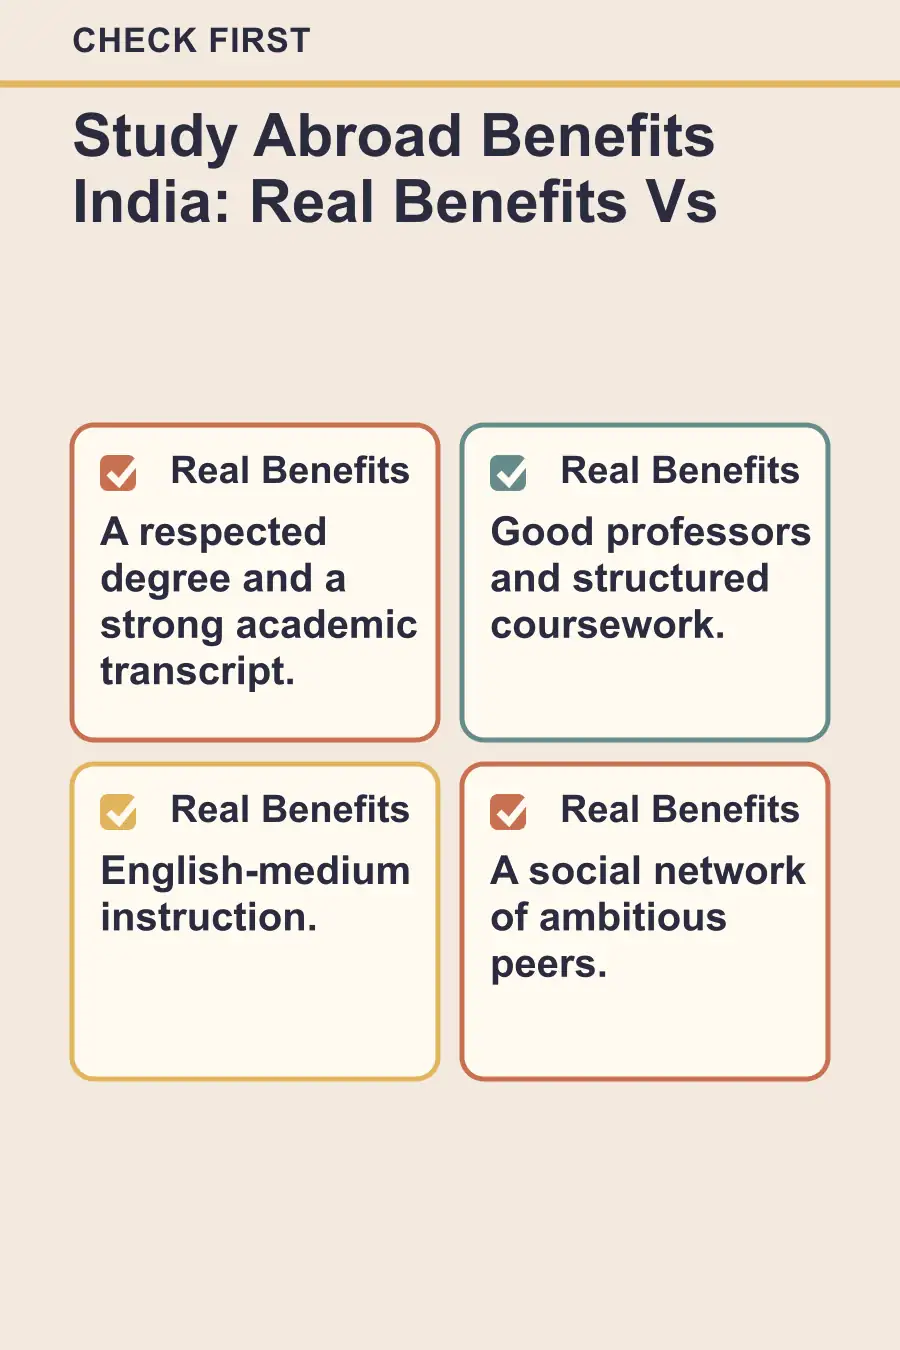 CHECK FIRST
Study Abroad Benefits
India: Real Benefits Vs
Real Benefits
A respected
degree and a
strong academic
transcript.
Real Benefits
Good professors
and structured
coursework.
Real Benefits
English-medium
instruction.
Real Benefits
A social network
of ambitious
peers.